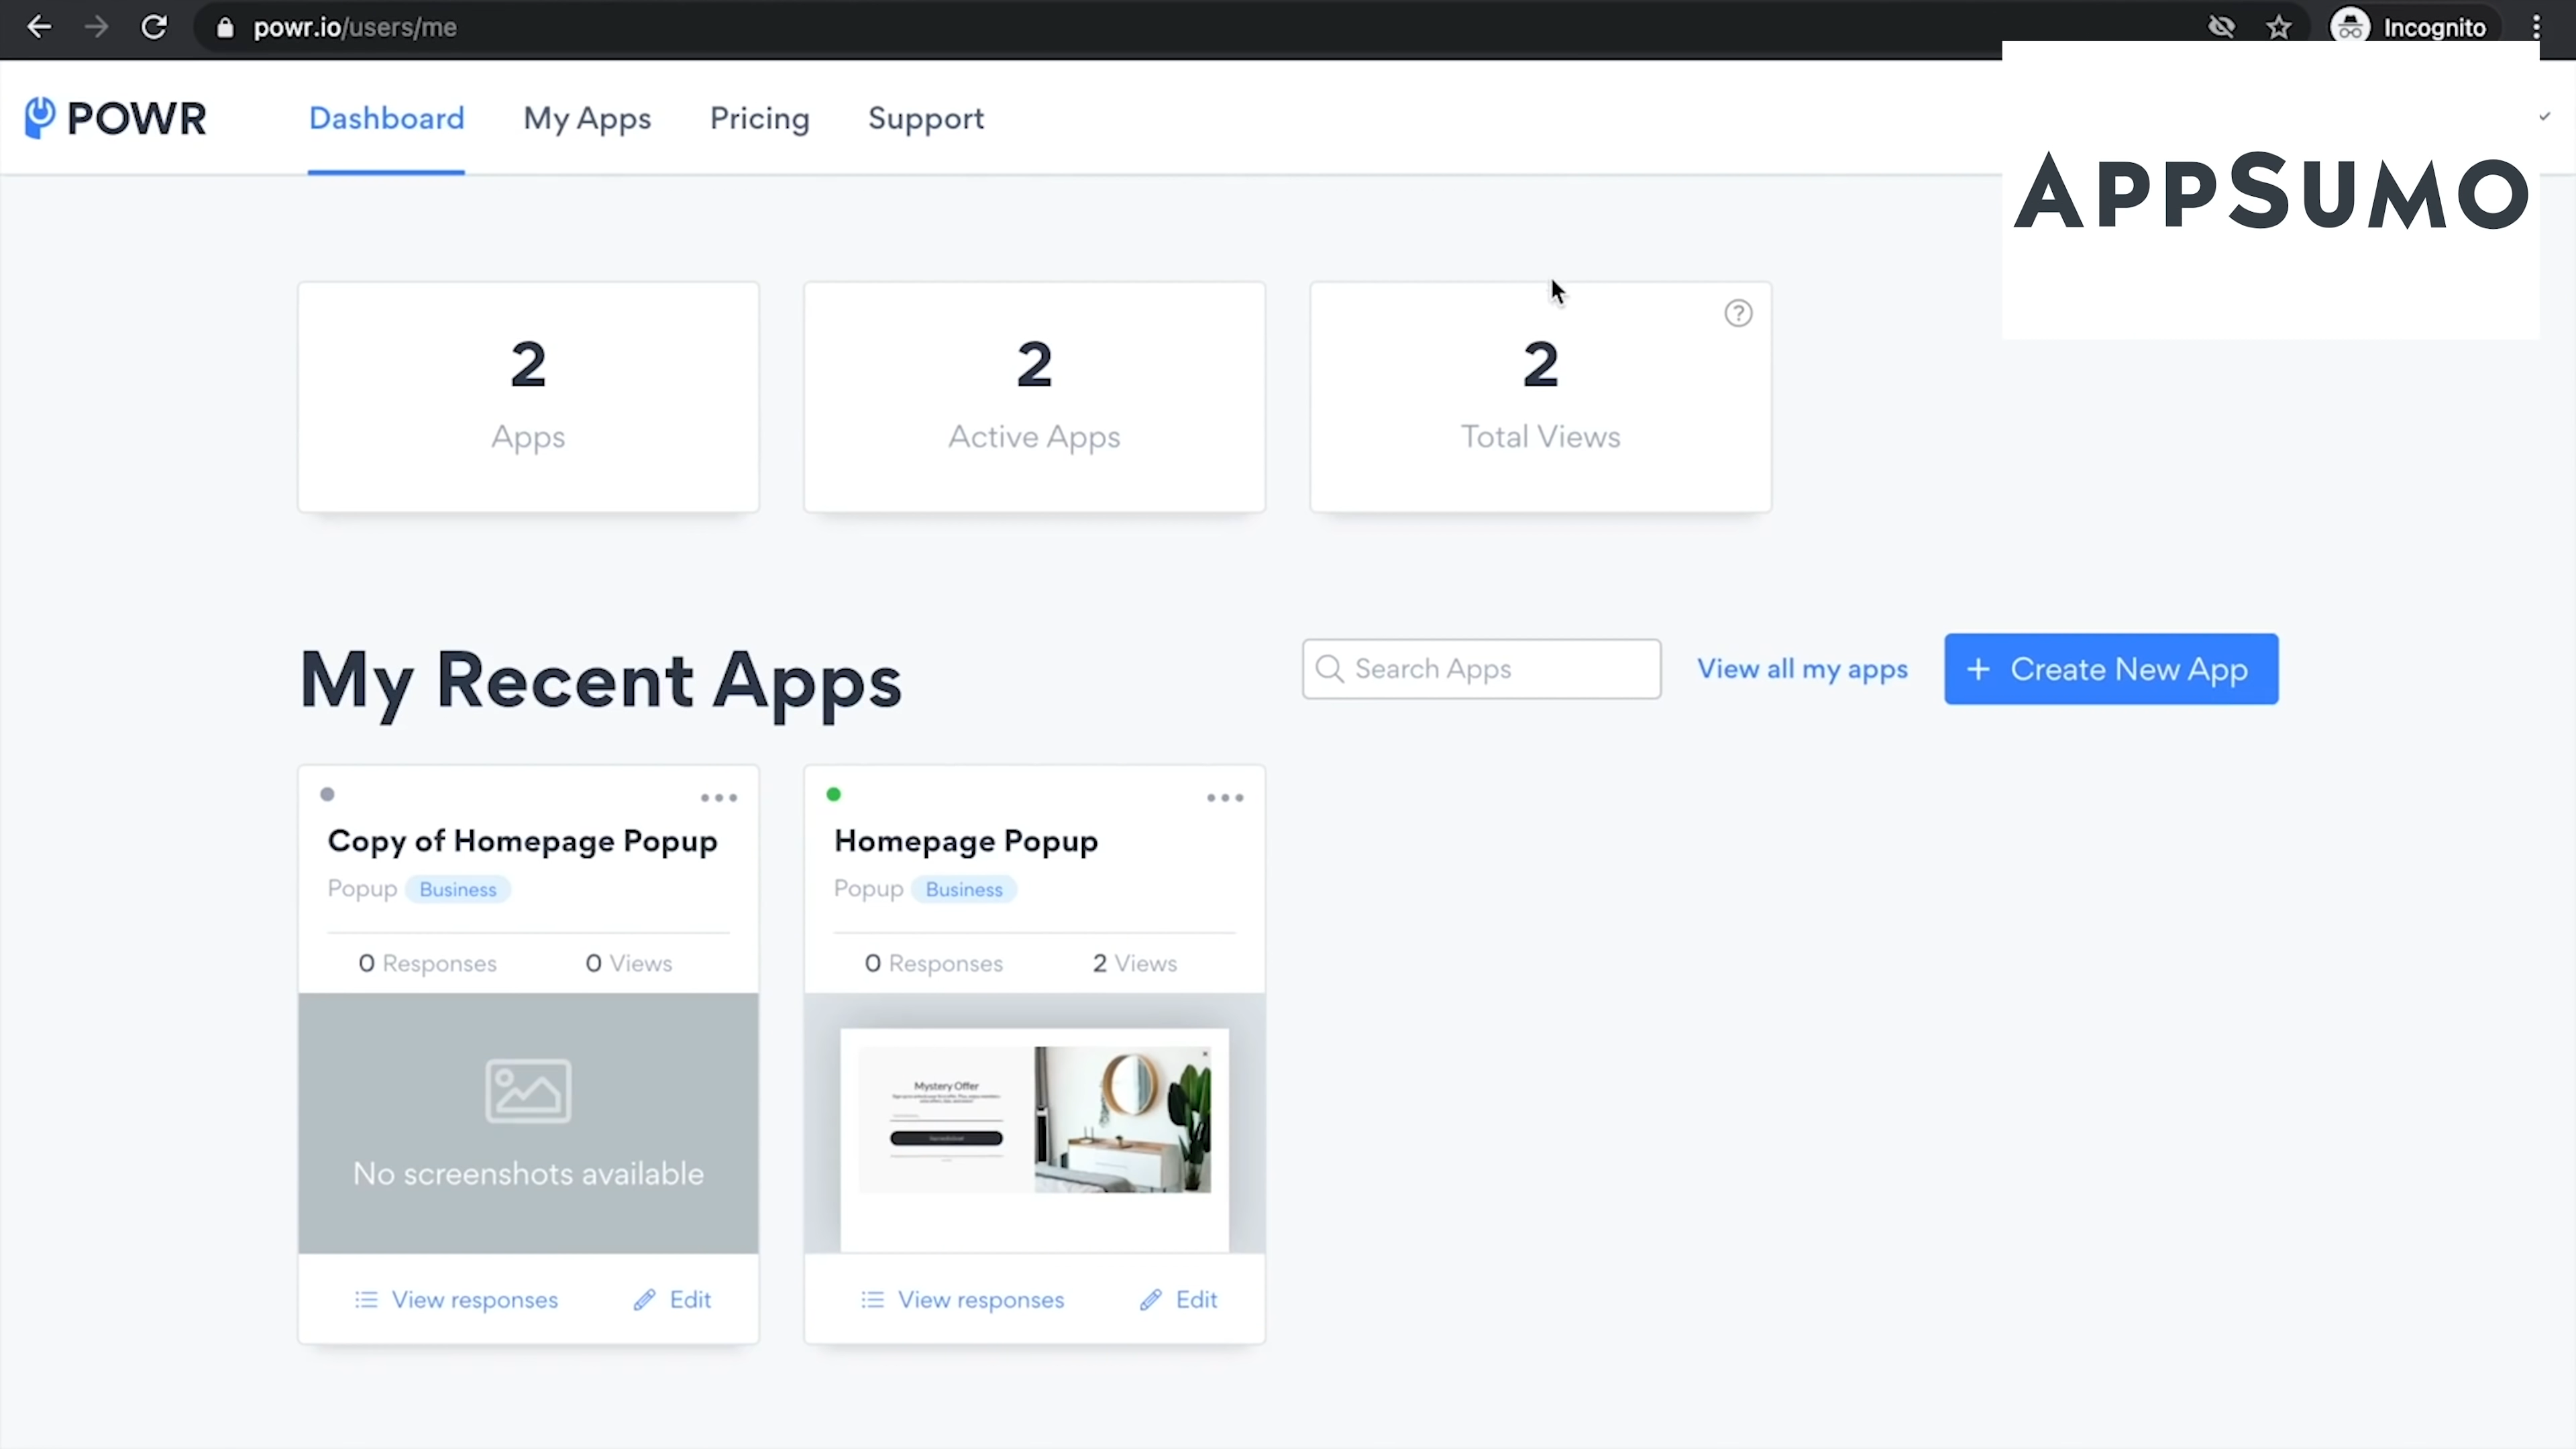 powr.io/users/me
Incognito
POWR
Dashboard
My Apps
Pricing
Support
APPSUMO
2
Apps
2
Active Apps
2
Total Views
?
My Recent Apps
Search Apps
View all my apps
+ Create New App
Copy of Homepage Popup
Popup Business
0 Responses 0 Views
No screenshots available
View responses Edit
Homepage Popup
Popup Business
0 Responses 2 Views
Mystery Offer
View responses Edit